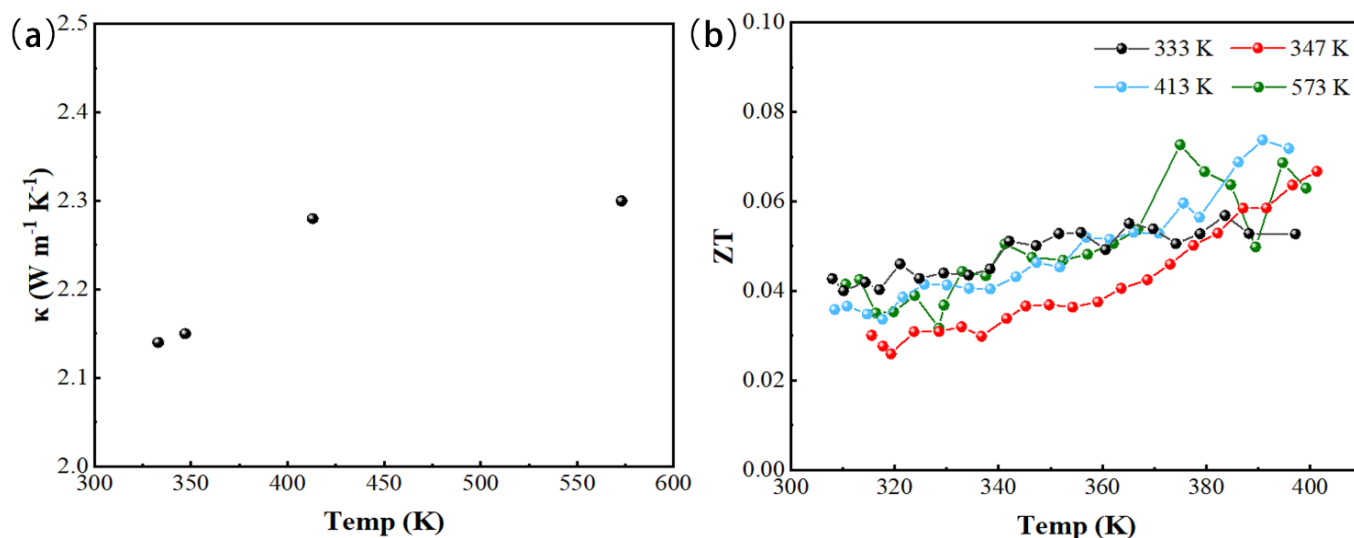 (a)
2.5
2.4
2.3
2.2
2.1
2.0
κ (W m⁻¹ K⁻¹)
300 350 400 450 500 550 600
Temp (K)
(b)
0.10
0.08
0.06
0.04
0.02
0.00
ZT
333 K 347 K
413 K 573 K
300 320 340 360 380 400
Temp (K)